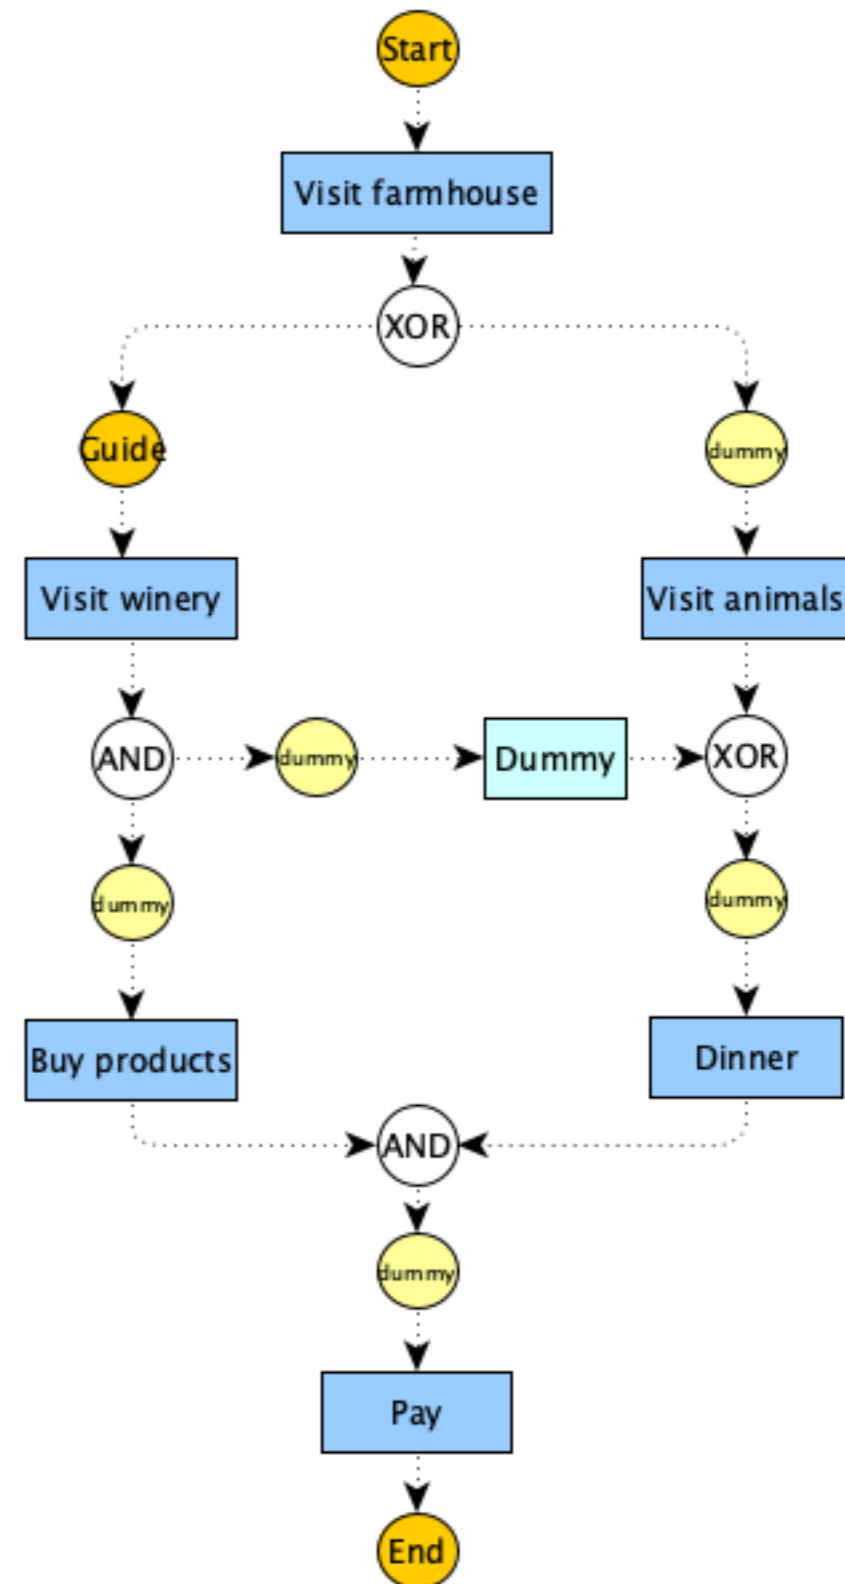 Start
Visit farmhouse
XOR
Guide
dummy
Visit winery
Visit animals
AND
dummy
Dummy
XOR
dummy
dummy
Buy products
Dinner
AND
dummy
Pay
End